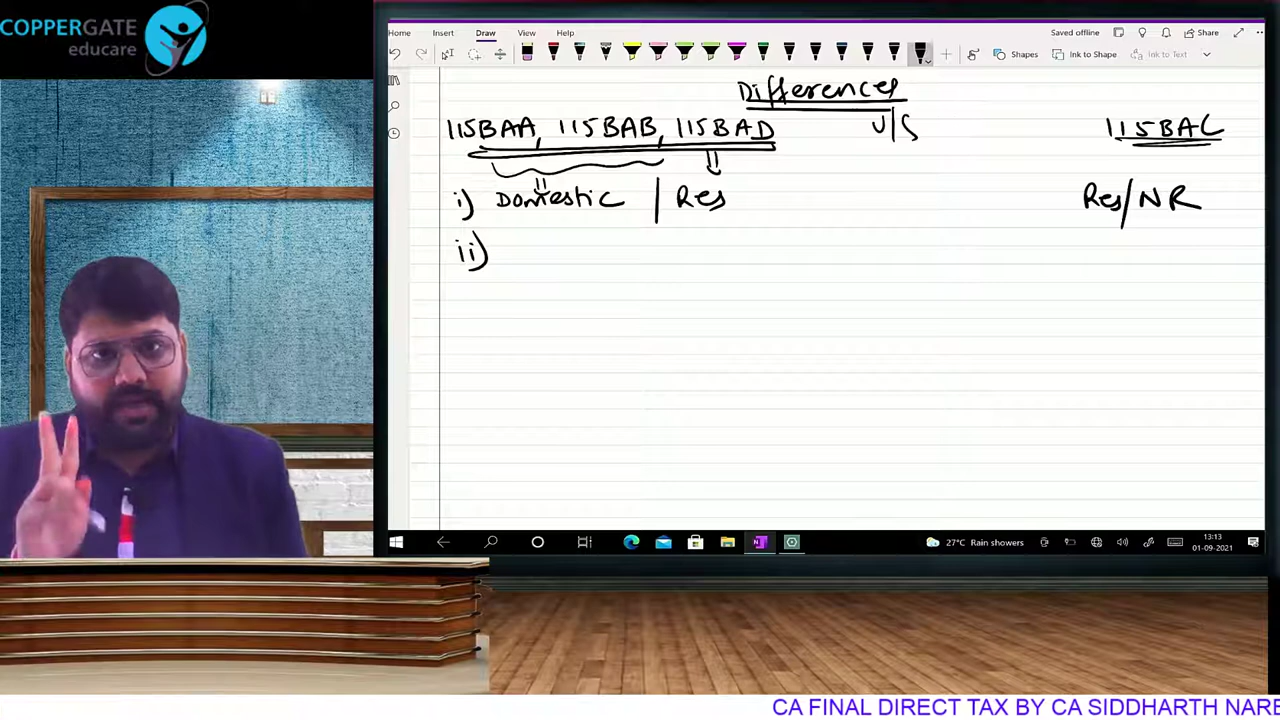 COPPERGATE
educare
Home Insert Draw View Help
Saved offline
Share
Shapes
Ink to Shape
Ink to Text
Differences
115BAA, 115BAB, 115BAD U/S 115BAC
i) Domestic | Res Res/NR
ii)
27°C Rain showers
13:13
01-09-2021
CA FINAL DIRECT TAX BY CA SIDDHARTH NARE